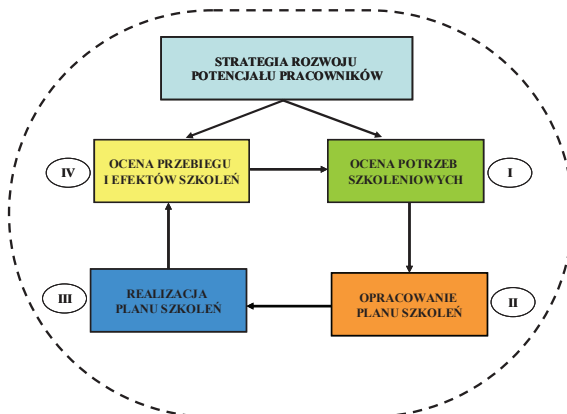 STRATEGIA ROZWOJU
POTENCJAŁU PRACOWNIKÓW
IV
OCENA PRZEBIEGU
I EFEKTÓW SZKOLEŃ
OCENA POTRZEB
SZKOLENIOWYCH
I
III
REALIZACJA
PLANU SZKOLEŃ
OPRACOWANIE
PLANU SZKOLEŃ
II